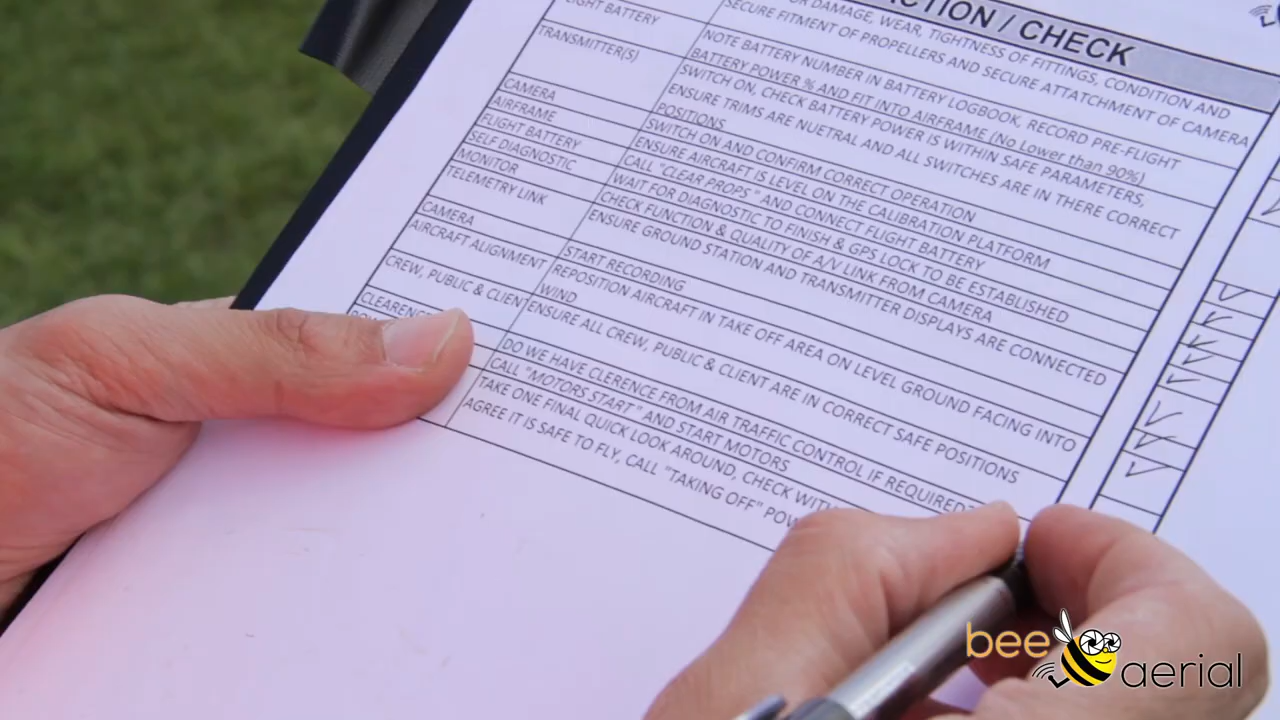 ACTION / CHECK
OR DAMAGE, WEAR, TIGHTNESS OF FITTINGS, CONDITION AND
SECURE FITMENT OF PROPELLERS AND SECURE ATTATCHMENT OF CAMERA
BATTERY
NOTE BATTERY NUMBER IN BATTERY LOGBOOK, RECORD PRE-FLIGHT
BATTERY POWER % AND FIT INTO AIRFRAME (No Lower than 90%)
TRANSMITTER(S)
SWITCH ON, CHECK BATTERY POWER IS WITHIN SAFE PARAMETERS,
ENSURE TRIMS ARE NUETRAL AND ALL SWITCHES ARE IN THERE CORRECT
POSITIONS
CAMERA
SWITCH ON AND CONFIRM CORRECT OPERATION
AIRFRAME
ENSURE AIRCRAFT IS LEVEL ON THE CALIBRATION PLATFORM
FLIGHT BATTERY
CALL "CLEAR PROPS" AND CONNECT FLIGHT BATTERY
SELF DIAGNOSTIC
WAIT FOR DIAGNOSTIC TO FINISH & GPS LOCK TO BE ESTABLISHED
MONITOR
CHECK FUNCTION & QUALITY OF A/V LINK FROM CAMERA
TELEMETRY LINK
ENSURE GROUND STATION AND TRANSMITTER DISPLAYS ARE CONNECTED
CAMERA
START RECORDING
AIRCRAFT ALIGNMENT
REPOSITION AIRCRAFT IN TAKE OFF AREA ON LEVEL GROUND FACING INTO
WIND
CREW, PUBLIC & CLIENT
ENSURE ALL CREW, PUBLIC & CLIENT ARE IN CORRECT SAFE POSITIONS
CLEARENCE
DO WE HAVE CLERENCE FROM AIR TRAFFIC CONTROL IF REQUIRED?
CALL "MOTORS START" AND START MOTORS
TAKE ONE FINAL QUICK LOOK AROUND, CHECK WITH
AGREE IT IS SAFE TO FLY, CALL "TAKING OFF"
bee
aerial